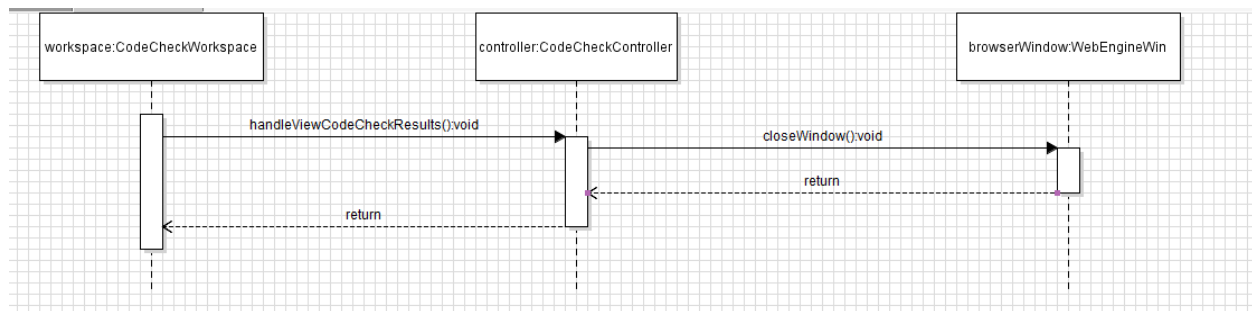 workspace:CodeCheckWorkspace
controller:CodeCheckController
browserWindow:WebEngineWin
handleViewCodeCheckResults():void
closeWindow():void
return
return